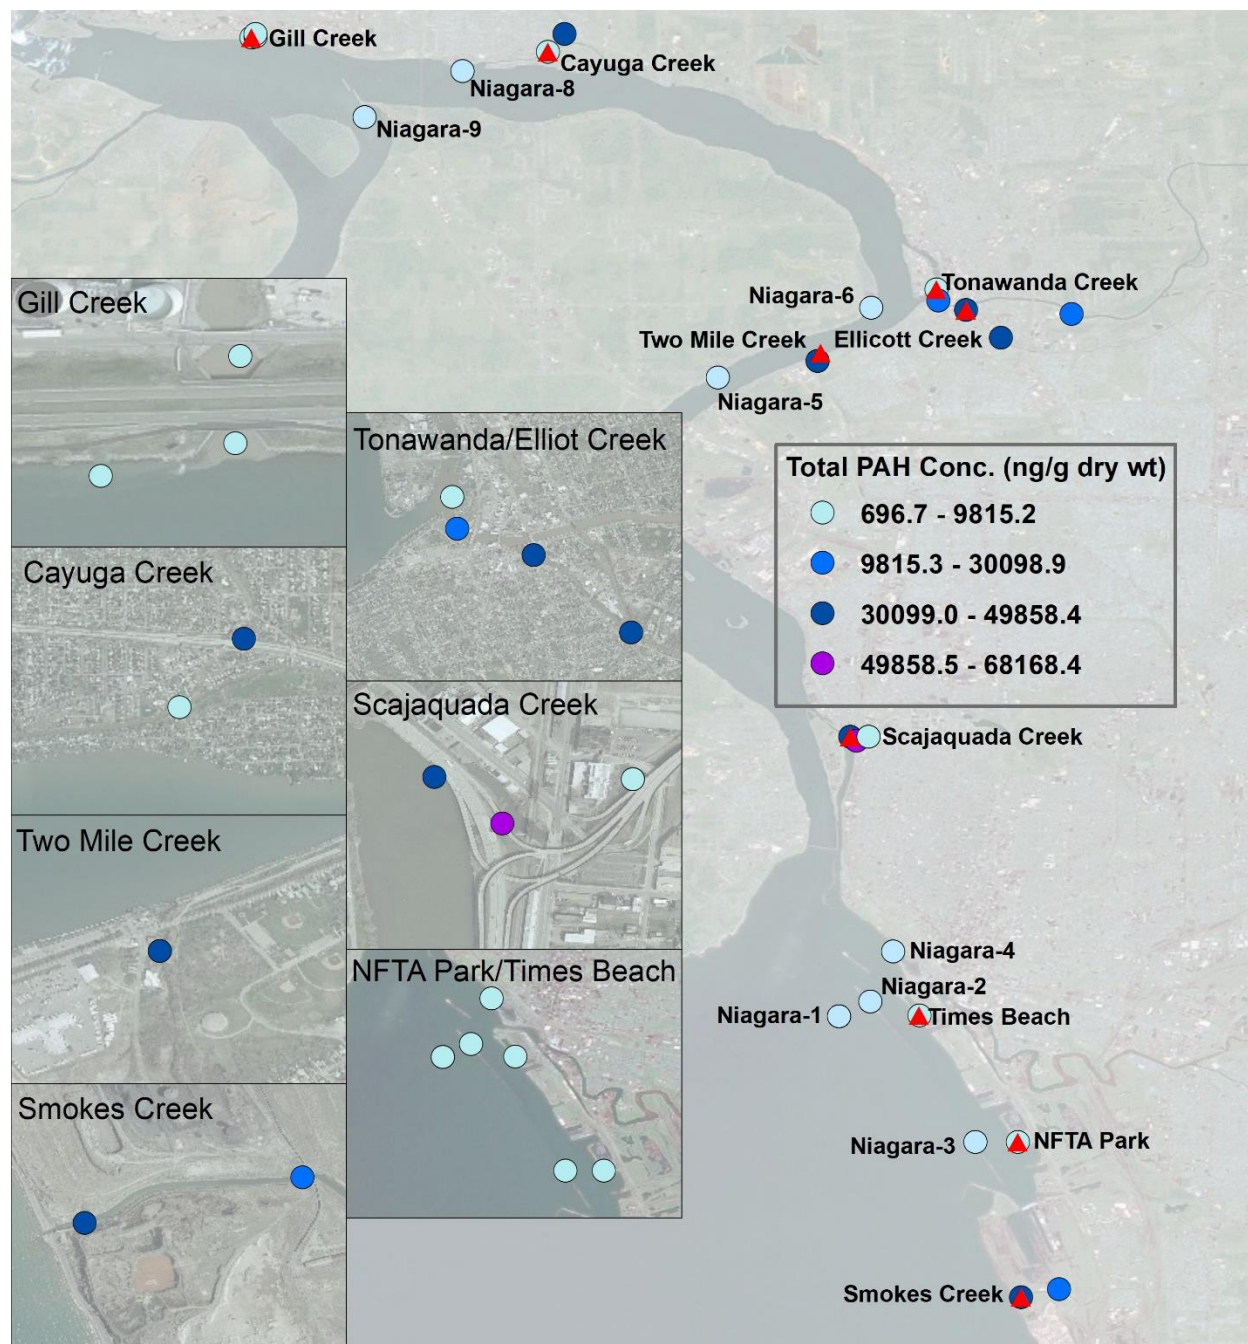 Gill Creek
Cayuga Creek
Niagara-8
Niagara-9
Tonawanda Creek
Niagara-6
Two Mile Creek
Ellicott Creek
Niagara-5
Gill Creek
Tonawanda/Elliot Creek
Total PAH Conc. (ng/g dry wt)
696.7 - 9815.2
9815.3 - 30098.9
30099.0 - 49858.4
49858.5 - 68168.4
Cayuga Creek
Scajaquada Creek
Scajaquada Creek
Two Mile Creek
NFTA Park/Times Beach
Niagara-4
Niagara-2
Niagara-1
Times Beach
Smokes Creek
Niagara-3
NFTA Park
Smokes Creek